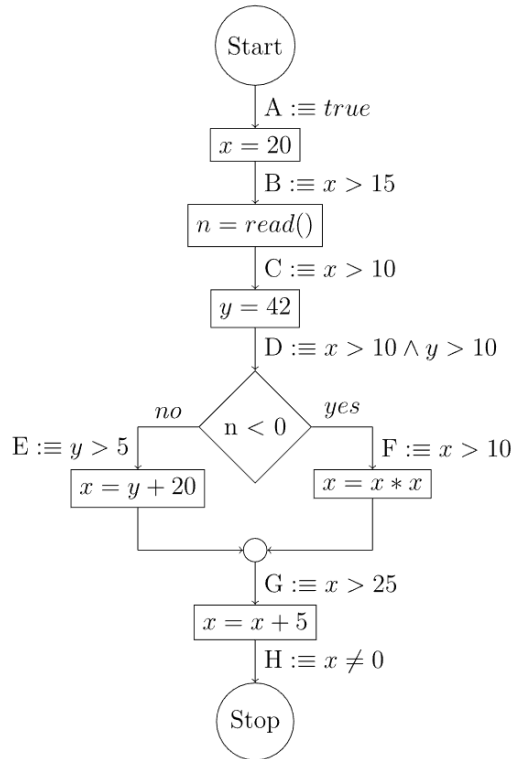 Start
A :≡ true
x = 20
B :≡ x > 15
n = read()
C :≡ x > 10
y = 42
D :≡ x > 10 ∧ y > 10
no
n < 0
yes
E :≡ y > 5
F :≡ x > 10
x = y + 20
x = x ∗ x
G :≡ x > 25
x = x + 5
H :≡ x ≠ 0
Stop